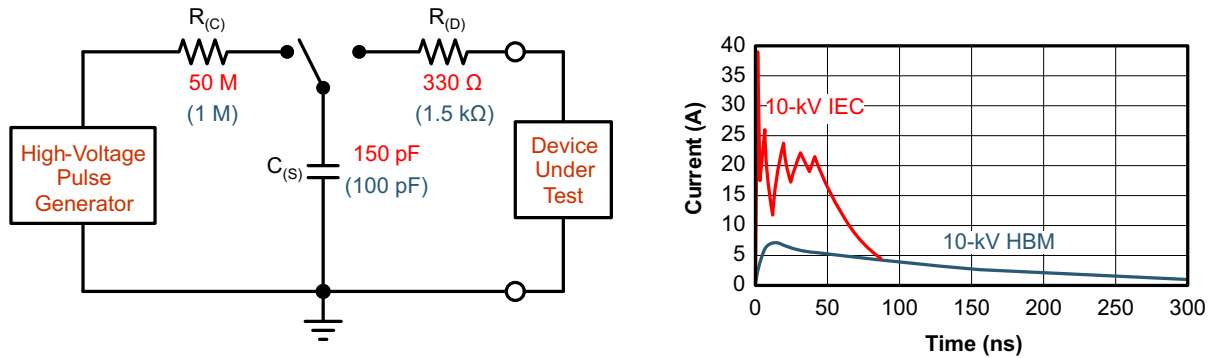 R(C)
R(D)
50 M
(1 M)
330 Ω
(1.5 kΩ)
High-Voltage
Pulse
Generator
C(S)
150 pF
(100 pF)
Device
Under
Test
Current (A)
40
35
30
25
20
15
10
5
0
10-kV IEC
10-kV HBM
0
50
100
150
200
250
300
Time (ns)